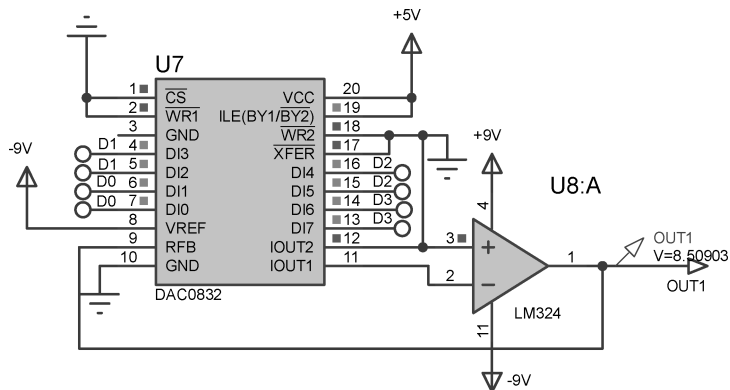 +5V
U7
1 CS VCC 20
2 WR1 ILE(BY1/BY2) 19
3 GND WR2 18
D1 4 DI3 XFER 17
D1 5 DI2 DI4 16 D2
D0 6 DI1 DI5 15 D2
D0 7 DI0 DI6 14 D3
8 VREF DI7 13 D3
9 RFB IOUT2 12
10 GND IOUT1 11
DAC0832
-9V
+9V
U8:A
4
3 +
2 −
1
11
LM324
-9V
OUT1
V=8.50903
OUT1